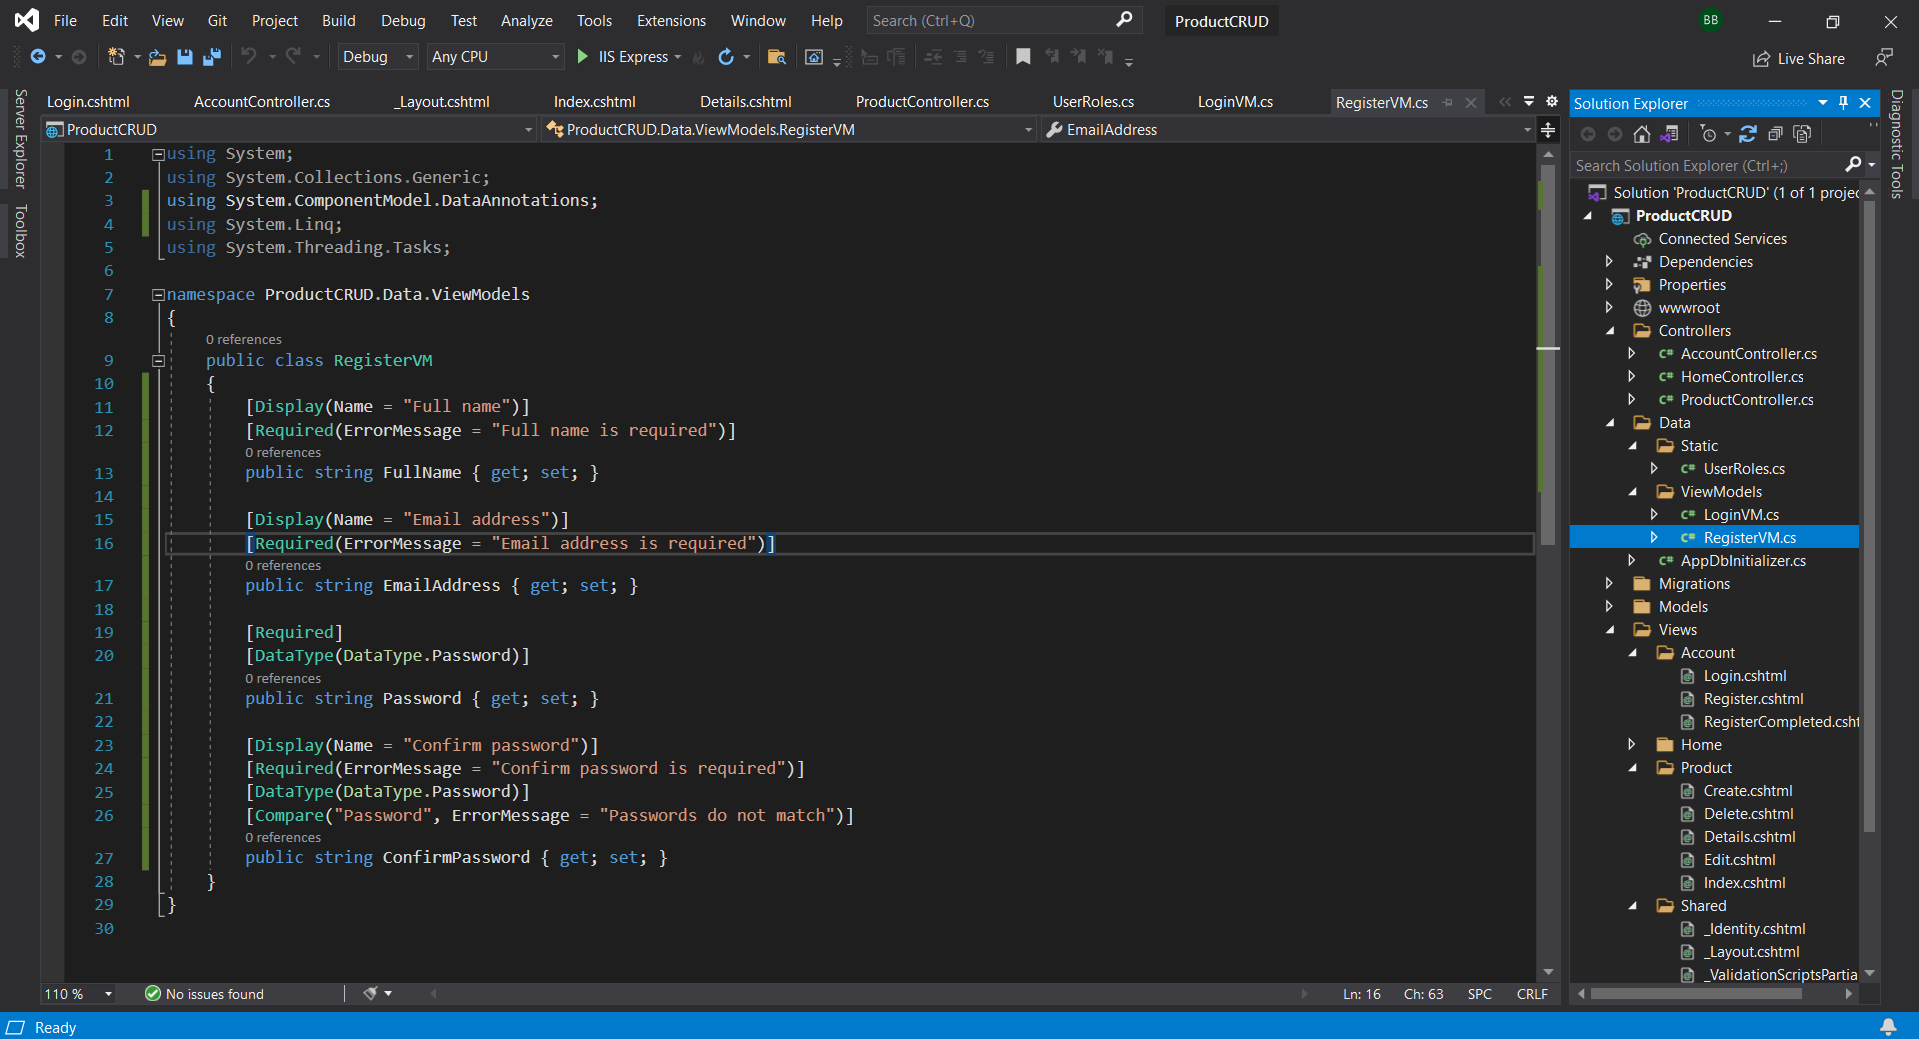 File Edit View Git Project Build Debug Test Analyze Tools Extensions Window Help Search (Ctrl+Q) ProductCRUD BB
Debug Any CPU IIS Express Live Share
Login.cshtml AccountController.cs _Layout.cshtml Index.cshtml Details.cshtml ProductController.cs UserRoles.cs LoginVM.cs RegisterVM.cs
ProductCRUD ProductCRUD.Data.ViewModels.RegisterVM EmailAddress
Server Explorer
Toolbox
1 using System;
2 using System.Collections.Generic;
3 using System.ComponentModel.DataAnnotations;
4 using System.Linq;
5 using System.Threading.Tasks;
6
7 namespace ProductCRUD.Data.ViewModels
8 {
0 references
9 public class RegisterVM
10 {
11 [Display(Name = "Full name")]
12 [Required(ErrorMessage = "Full name is required")]
0 references
13 public string FullName { get; set; }
14
15 [Display(Name = "Email address")]
16 [Required(ErrorMessage = "Email address is required")]
0 references
17 public string EmailAddress { get; set; }
18
19 [Required]
20 [DataType(DataType.Password)]
0 references
21 public string Password { get; set; }
22
23 [Display(Name = "Confirm password")]
24 [Required(ErrorMessage = "Confirm password is required")]
25 [DataType(DataType.Password)]
26 [Compare("Password", ErrorMessage = "Passwords do not match")]
0 references
27 public string ConfirmPassword { get; set; }
28 }
29 }
30
110 % No issues found Ln: 16 Ch: 63 SPC CRLF
Solution Explorer
Search Solution Explorer (Ctrl+;)
Solution 'ProductCRUD' (1 of 1 projec
ProductCRUD
Connected Services
Dependencies
Properties
wwwroot
Controllers
C# AccountController.cs
C# HomeController.cs
C# ProductController.cs
Data
Static
C# UserRoles.cs
ViewModels
C# LoginVM.cs
C# RegisterVM.cs
C# AppDbInitializer.cs
Migrations
Models
Views
Account
Login.cshtml
Register.cshtml
RegisterCompleted.csht
Home
Product
Create.cshtml
Delete.cshtml
Details.cshtml
Edit.cshtml
Index.cshtml
Shared
_Identity.cshtml
_Layout.cshtml
_ValidationScriptsPartia
Diagnostic Tools
Ready